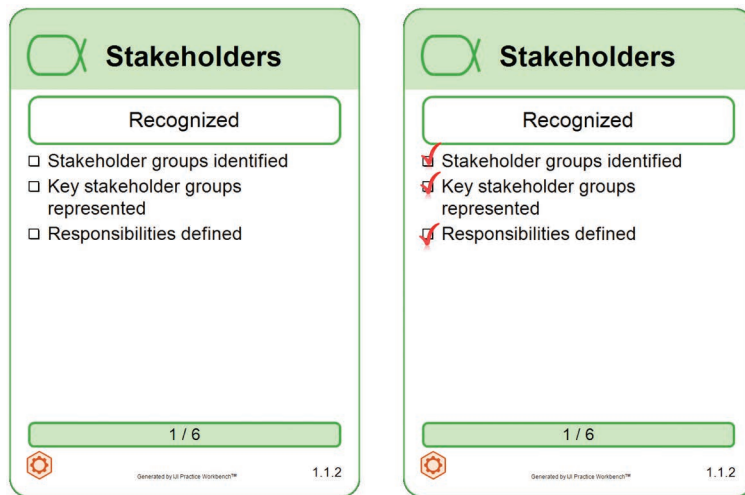 Stakeholders
Recognized
Stakeholder groups identified
Key stakeholder groups
represented
Responsibilities defined
1 / 6
Generated by UI Practice Workbench™
1.1.2
Stakeholders
Recognized
Stakeholder groups identified
Key stakeholder groups
represented
Responsibilities defined
1 / 6
Generated by UI Practice Workbench™
1.1.2